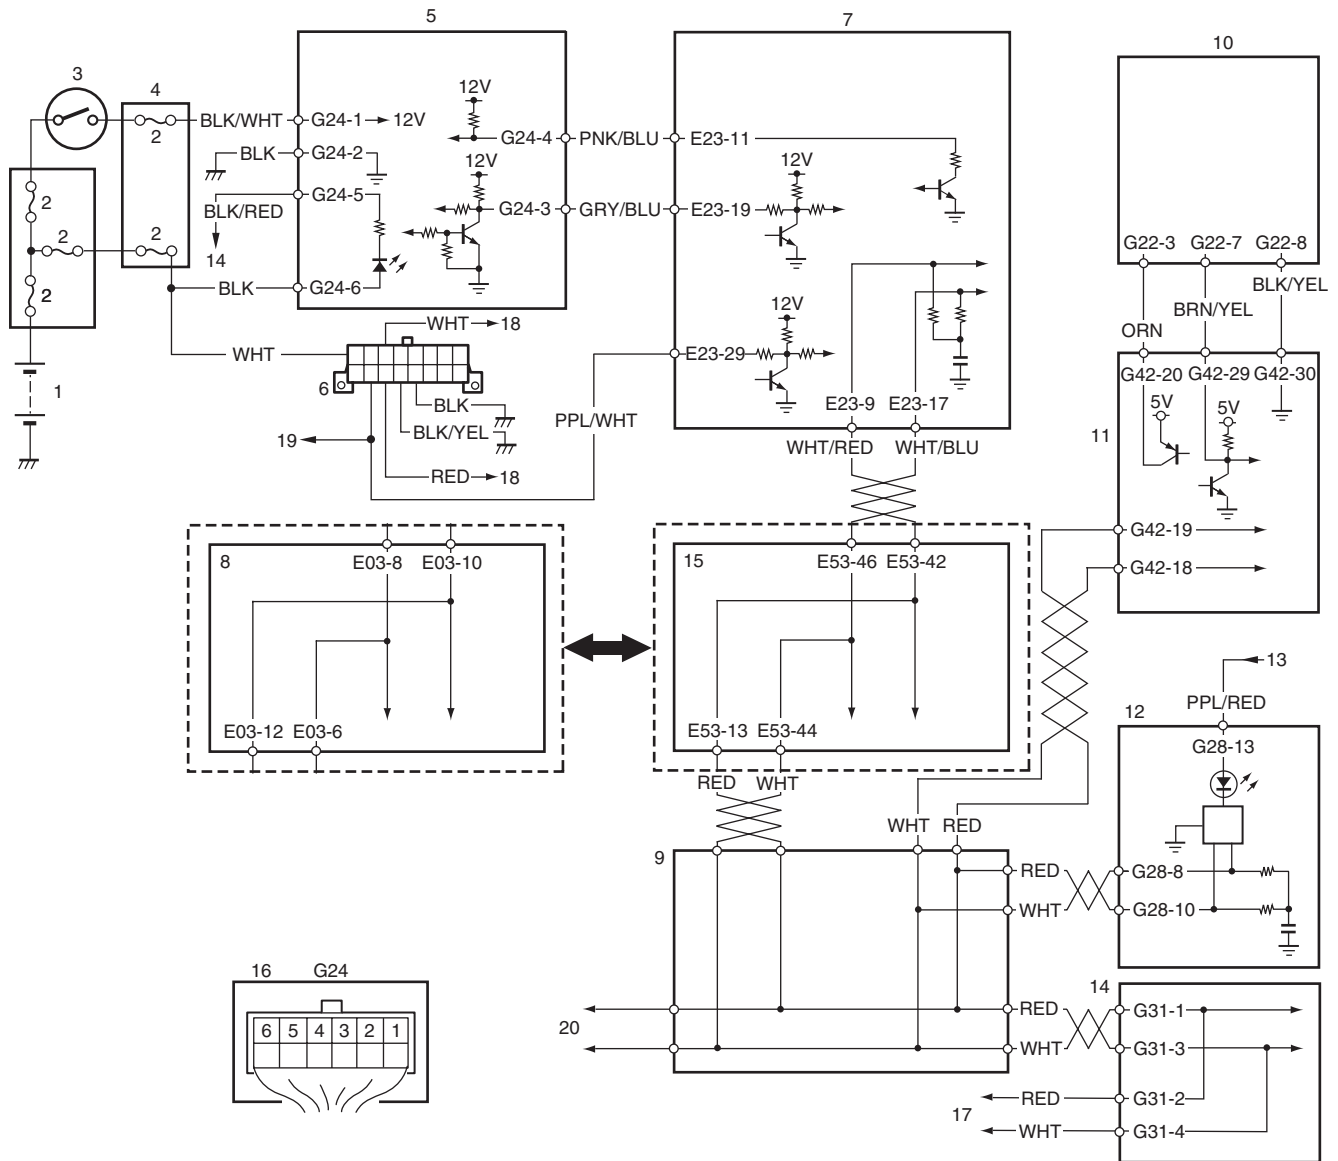 5
7
10
3
4
2
BLK/WHT
G24-1
12V
BLK
G24-2
G24-5
BLK/RED
14
2
2
2
2
BLK
G24-6
12V
G24-4
PNK/BLU
12V
G24-3
GRY/BLU
E23-11
12V
E23-19
12V
E23-29
E23-9
E23-17
WHT/RED
WHT/BLU
G22-3
G22-7
G22-8
BLK/YEL
BRN/YEL
ORN
G42-20
G42-29
G42-30
5V
5V
11
G42-19
G42-18
1
WHT
WHT
18
6
BLK
BLK/YEL
19
RED
18
PPL/WHT
8
E03-8
E03-10
E03-12
E03-6
15
E53-46
E53-42
E53-13
E53-44
RED
WHT
13
PPL/RED
12
G28-13
WHT
RED
9
RED
G28-8
WHT
G28-10
20
14
RED
G31-1
WHT
G31-3
17
RED
G31-2
WHT
G31-4
16
G24
6 5 4 3 2 1